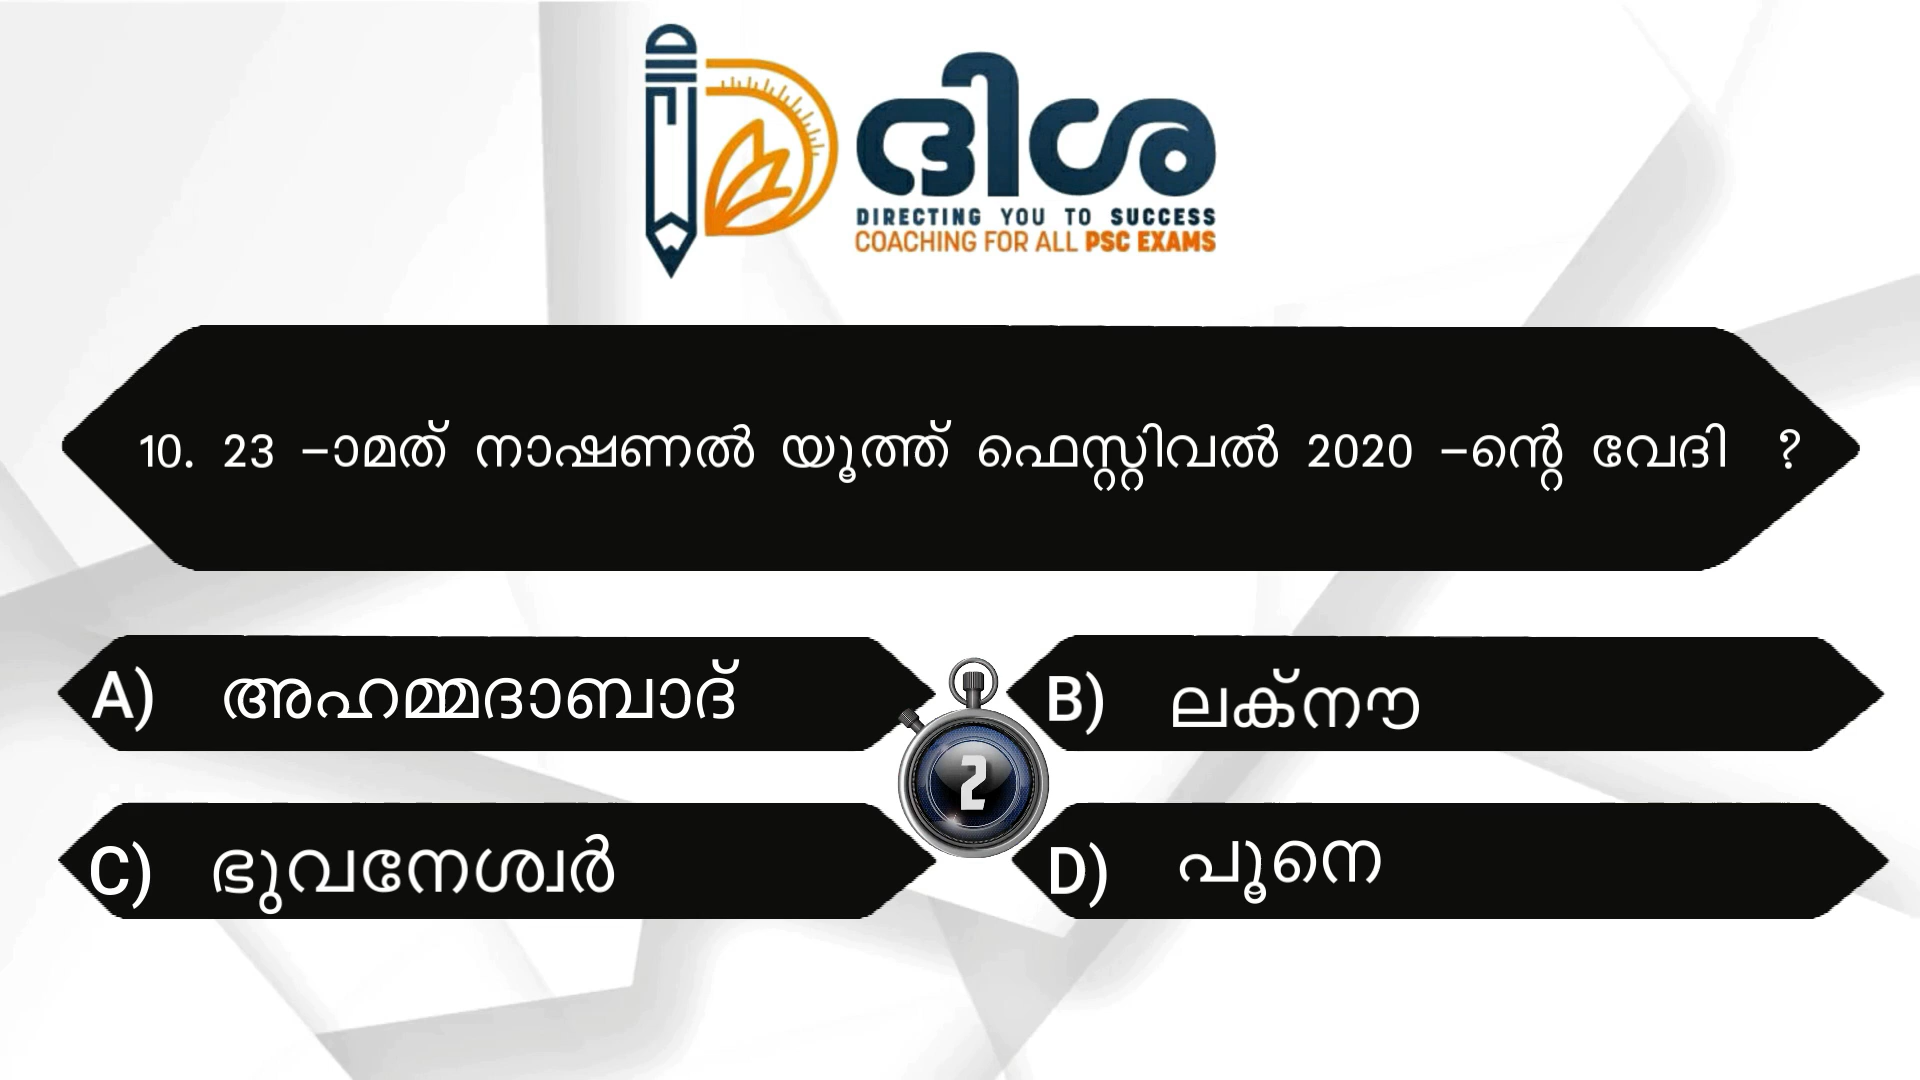 ദിശ
DIRECTING YOU TO SUCCESS
COACHING FOR ALL PSC EXAMS
10. 23 -ാമത് നാഷണൽ യൂത്ത് ഫെസ്റ്റിവൽ 2020 -ന്റെ വേദി ?
A) അഹമ്മദാബാദ്
B) ലക്നൗ
2
C) ഭുവനേശ്വർ
D) പൂനെ